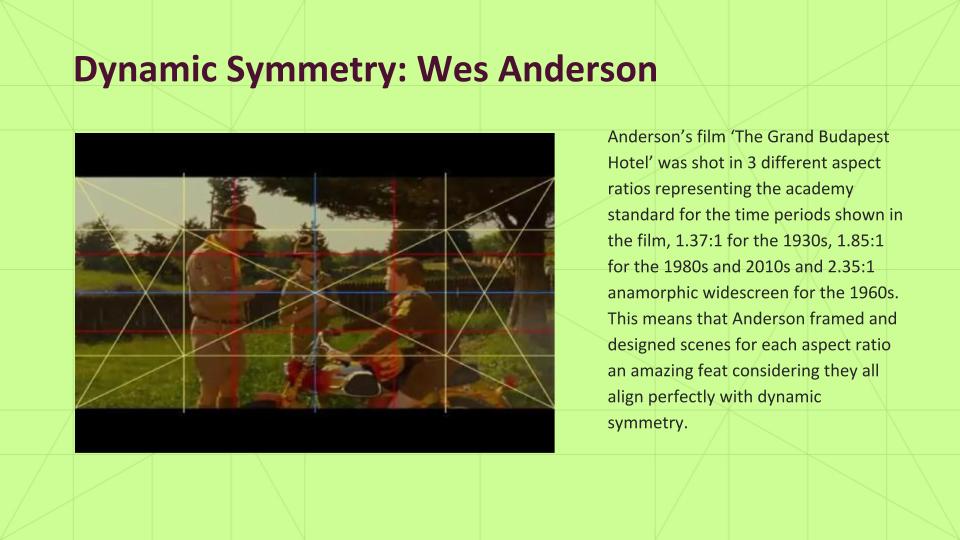 Dynamic Symmetry: Wes Anderson
Anderson’s film ‘The Grand Budapest
Hotel’ was shot in 3 different aspect
ratios representing the academy
standard for the time periods shown in
the film, 1.37:1 for the 1930s, 1.85:1
for the 1980s and 2010s and 2.35:1
anamorphic widescreen for the 1960s.
This means that Anderson framed and
designed scenes for each aspect ratio
an amazing feat considering they all
align perfectly with dynamic
symmetry.